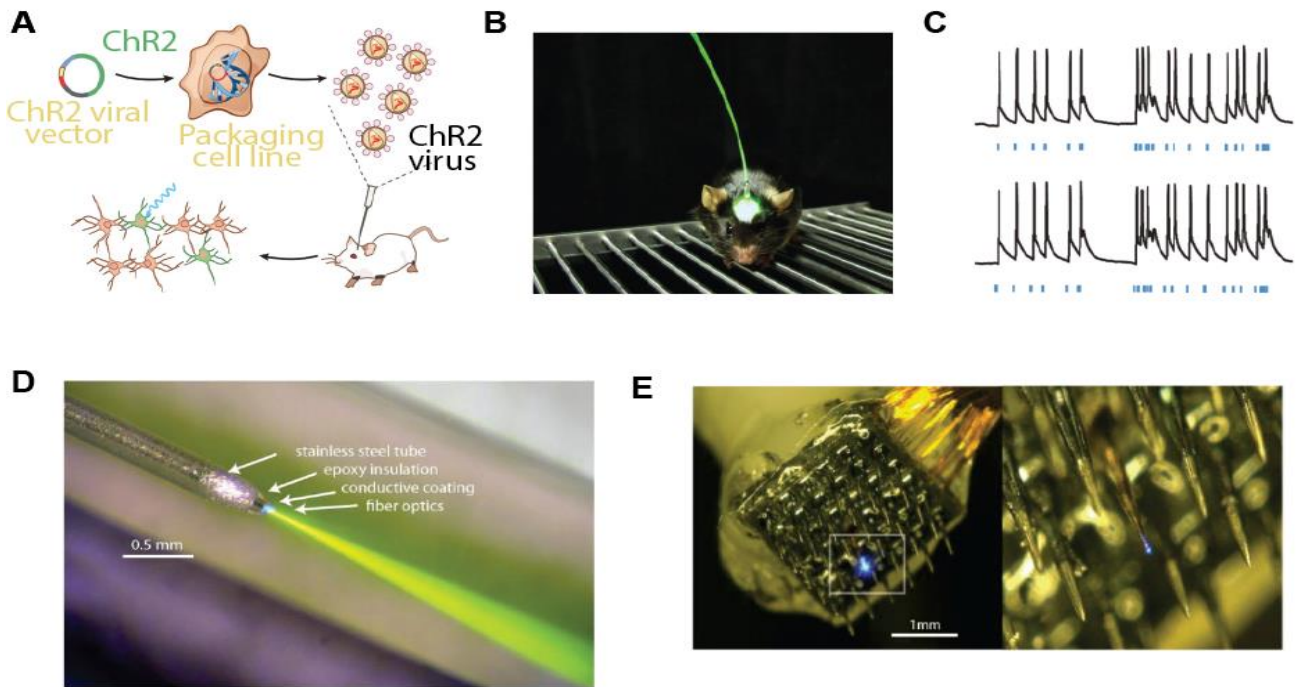 A
ChR2
ChR2 viral
vector
Packaging
cell line
ChR2
virus
B
C
D
stainless steel tube
epoxy insulation
conductive coating
fiber optics
0.5 mm
E
1mm